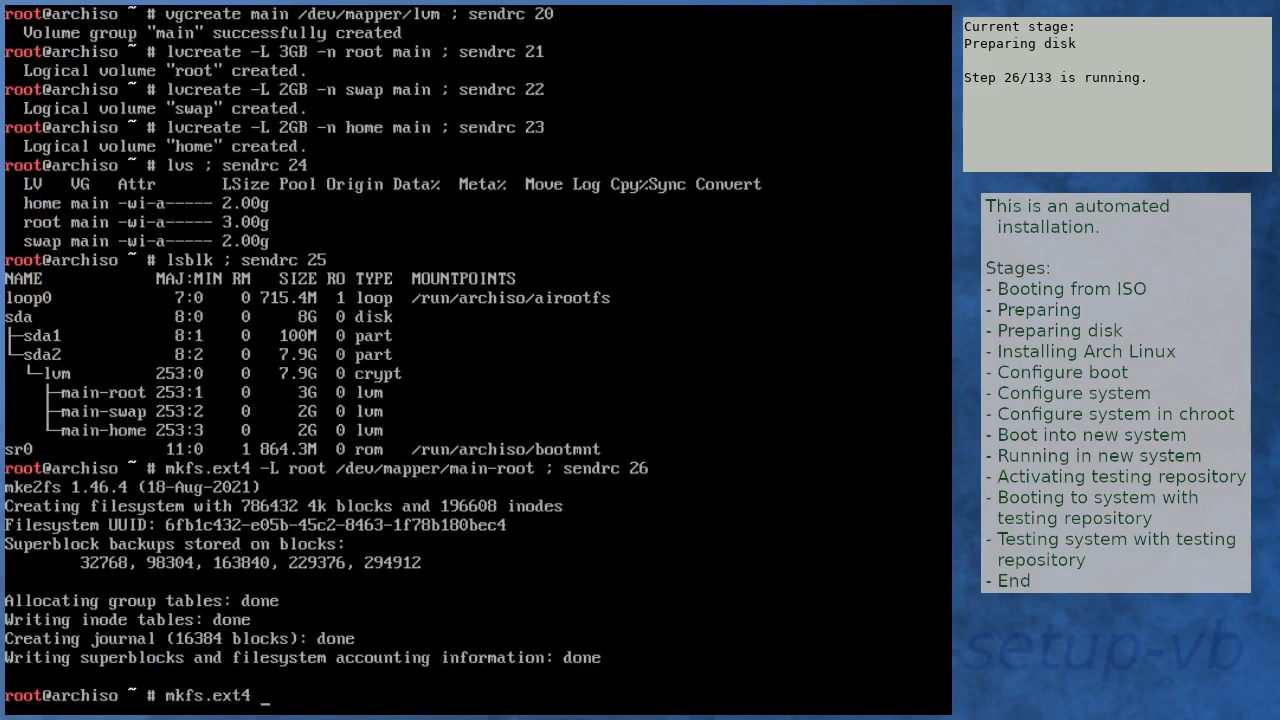 root@archiso ~ # vgcreate main /dev/mapper/lvm ; sendrc 20
  Volume group "main" successfully created
root@archiso ~ # lvcreate -L 3GB -n root main ; sendrc 21
  Logical volume "root" created.
root@archiso ~ # lvcreate -L 2GB -n swap main ; sendrc 22
  Logical volume "swap" created.
root@archiso ~ # lvcreate -L 2GB -n home main ; sendrc 23
  Logical volume "home" created.
root@archiso ~ # lvs ; sendrc 24
  LV   VG   Attr       LSize Pool Origin Data%  Meta%  Move Log Cpy%Sync Convert
  home main -wi-a----- 2.00g
  root main -wi-a----- 3.00g
  swap main -wi-a----- 2.00g
root@archiso ~ # lsblk ; sendrc 25
NAME            MAJ:MIN RM   SIZE RO TYPE  MOUNTPOINTS
loop0             7:0    0 715.4M  1 loop  /run/archiso/airootfs
sda               8:0    0     8G  0 disk
├─sda1            8:1    0   100M  0 part
└─sda2            8:2    0   7.9G  0 part
  └─lvm         253:0    0   7.9G  0 crypt
    ├─main-root 253:1    0     3G  0 lvm
    ├─main-swap 253:2    0     2G  0 lvm
    └─main-home 253:3    0     2G  0 lvm
sr0              11:0    1 864.3M  0 rom   /run/archiso/bootmnt
root@archiso ~ # mkfs.ext4 -L root /dev/mapper/main-root ; sendrc 26
mke2fs 1.46.4 (18-Aug-2021)
Creating filesystem with 786432 4k blocks and 196608 inodes
Filesystem UUID: 6fb1c432-e05b-45c2-8463-1f78b180bec4
Superblock backups stored on blocks:
        32768, 98304, 163840, 229376, 294912
Allocating group tables: done
Writing inode tables: done
Creating journal (16384 blocks): done
Writing superblocks and filesystem accounting information: done
root@archiso ~ # mkfs.ext4 _
Current stage:
Preparing disk
Step 26/133 is running.
This is an automated
installation.
Stages:
- Booting from ISO
- Preparing
- Preparing disk
- Installing Arch Linux
- Configure boot
- Configure system
- Configure system in chroot
- Boot into new system
- Running in new system
- Activating testing repository
- Booting to system with
testing repository
- Testing system with testing
repository
- End
-setup-vb